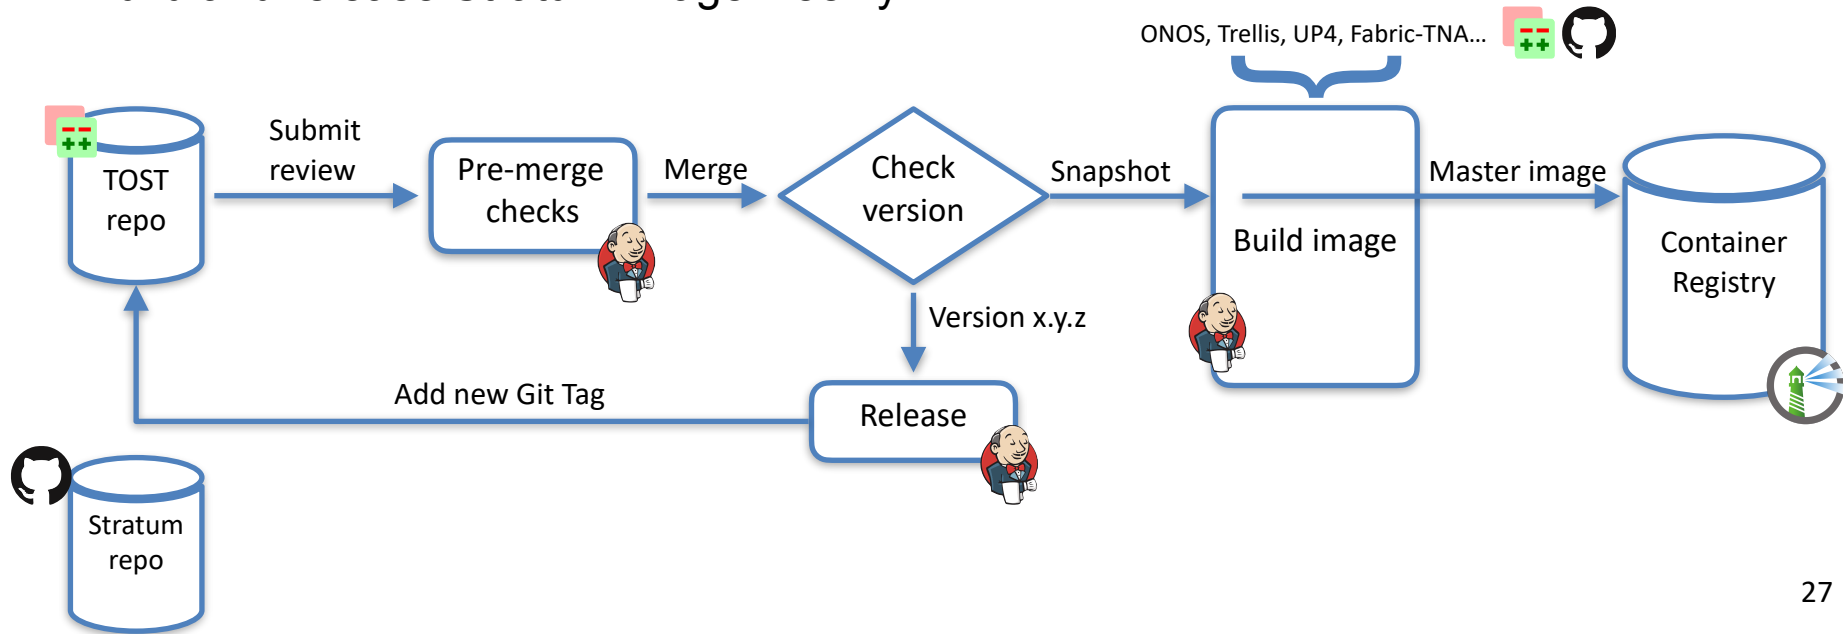 ONOS, Trellis, UP4, Fabric-TNA...
TOST
repo
Submit
review
Pre-merge
checks
Merge
Check
version
Snapshot
Build image
Master image
Container
Registry
Version x.y.z
Add new Git Tag
Release
Stratum
repo
27